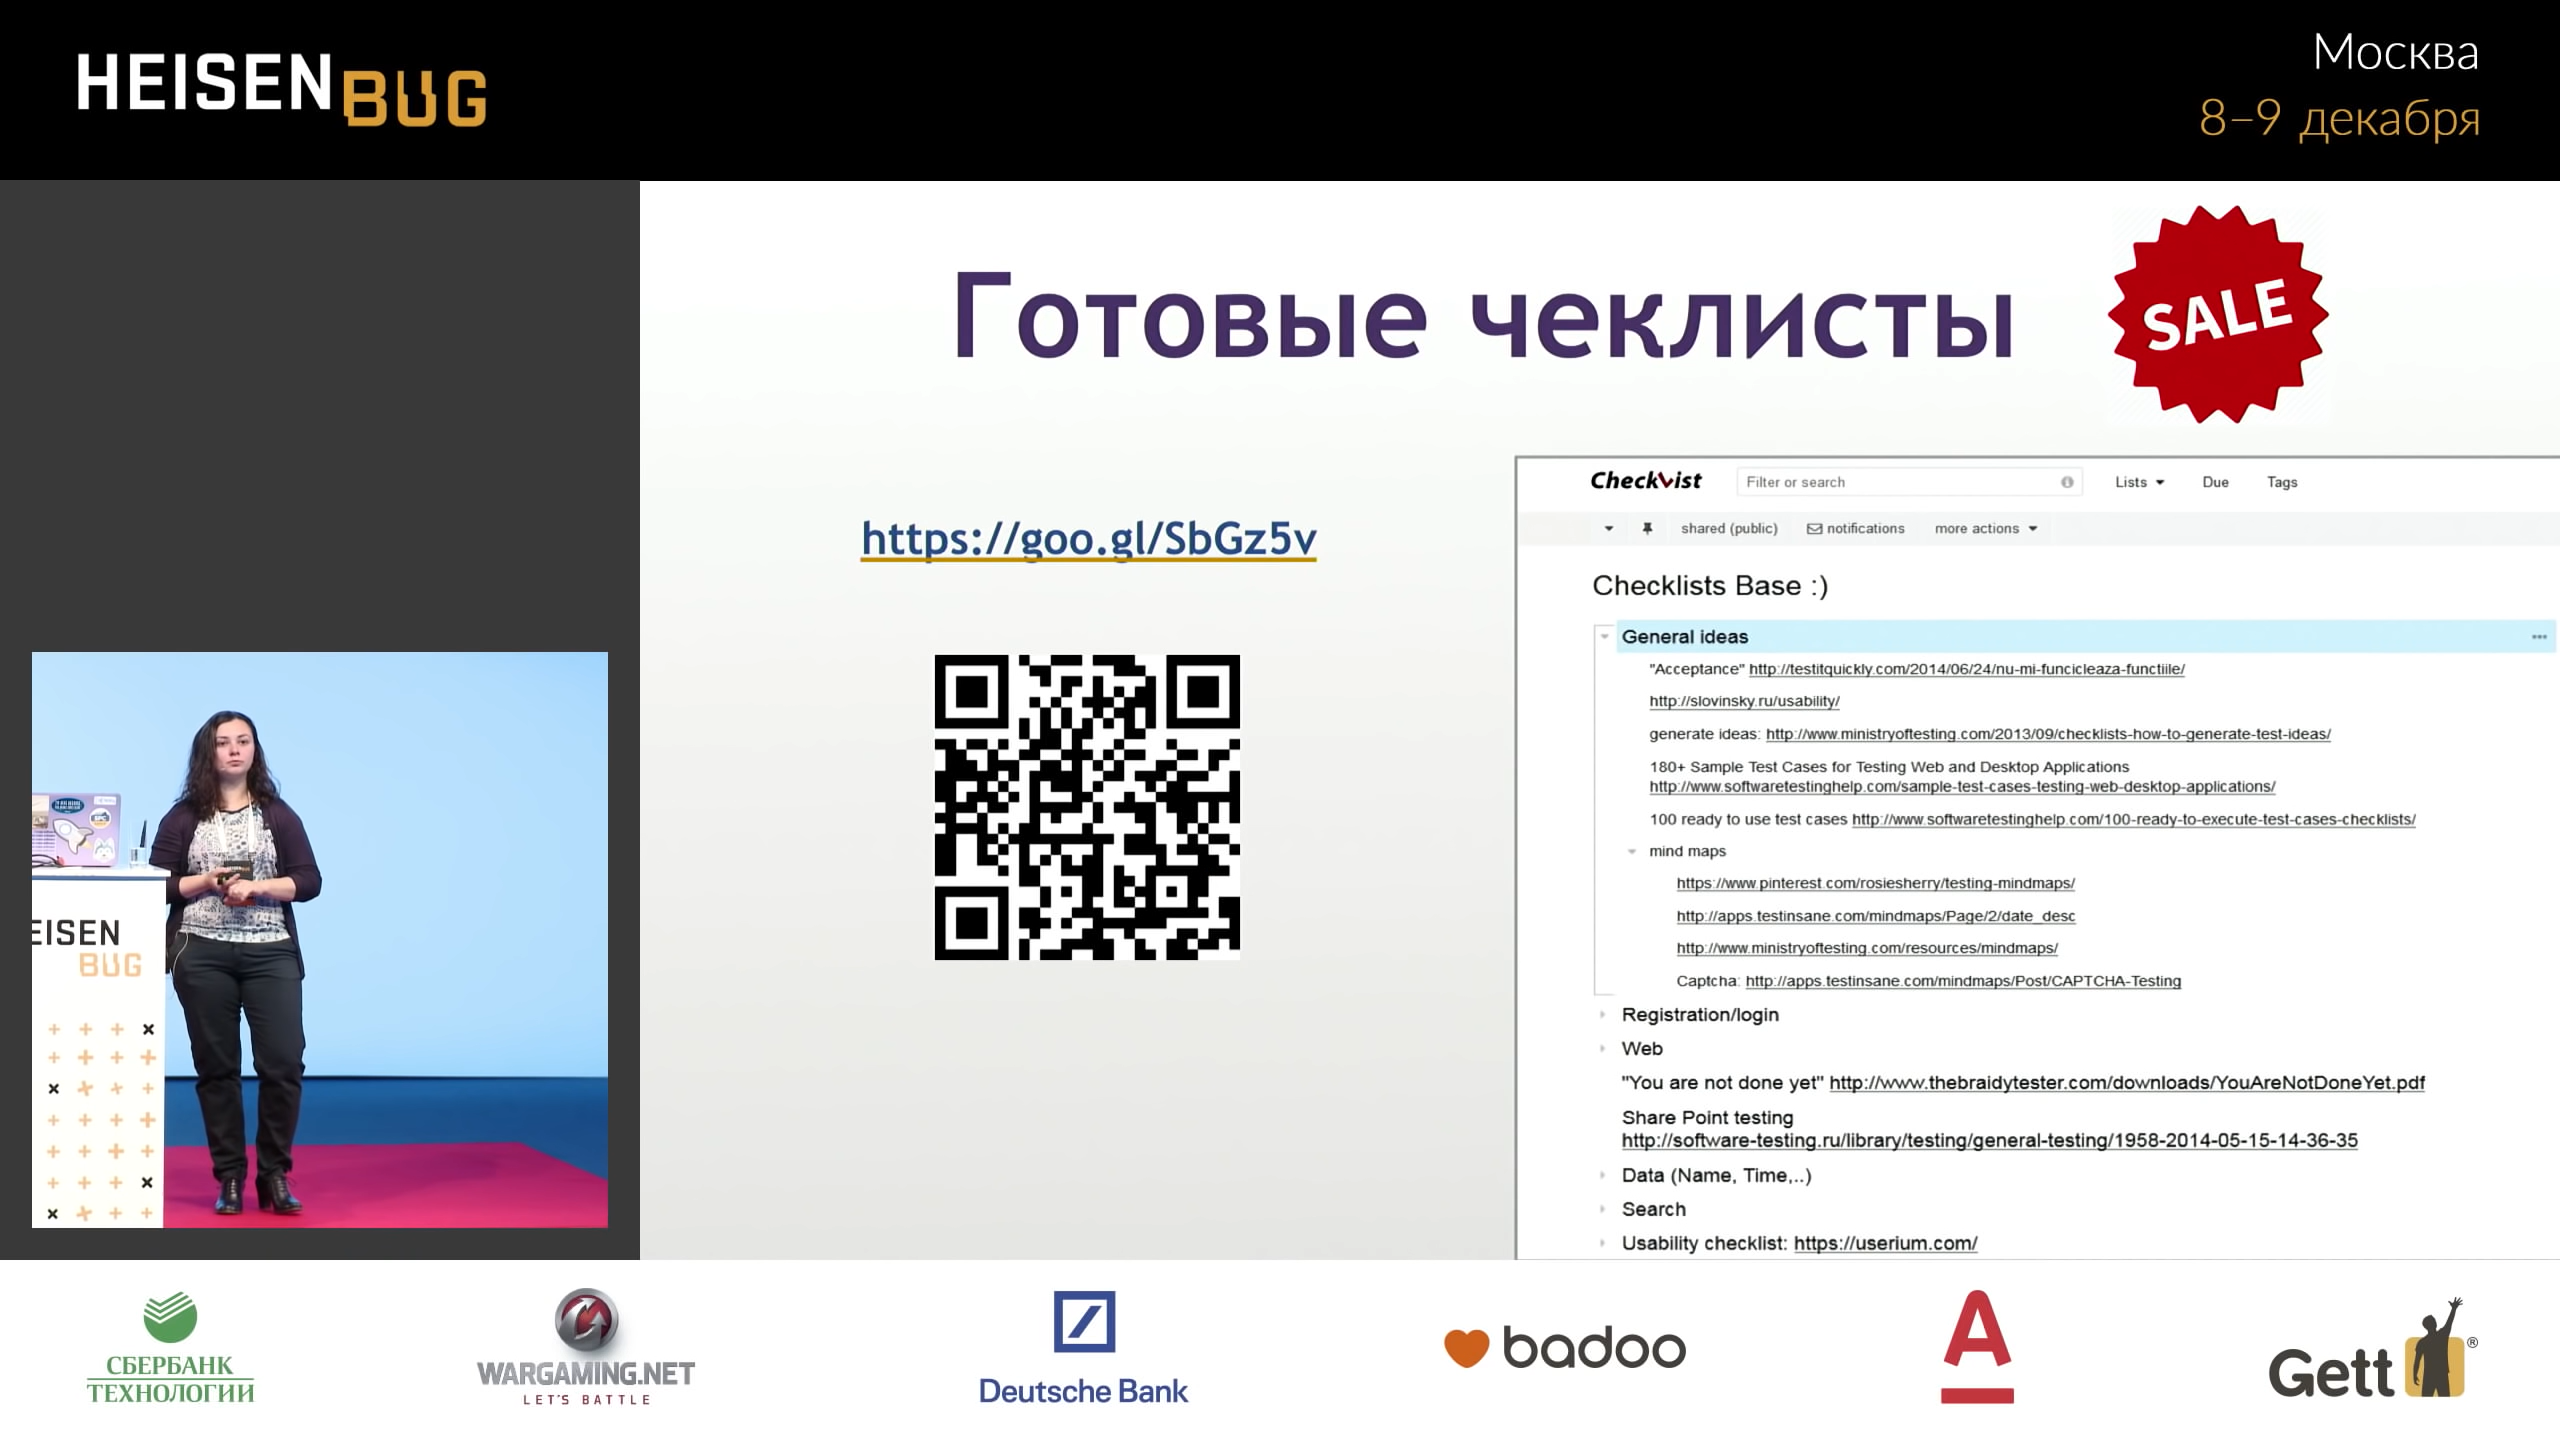 HEISENBUG
Москва
8–9 декабря
Готовые чеклисты
SALE
https://goo.gl/SbGz5v
Checkvist
Filter or search
Lists
Due
Tags
shared (public)
notifications
more actions
Checklists Base :)
General ideas
"Acceptance" http://testitquickly.com/2014/06/24/nu-mi-funcicleaza-functiile/
http://slovinsky.ru/usability/
generate ideas: http://www.ministryoftesting.com/2013/09/checklists-how-to-generate-test-ideas/
180+ Sample Test Cases for Testing Web and Desktop Applications
http://www.softwaretestinghelp.com/sample-test-cases-testing-web-desktop-applications/
100 ready to use test cases http://www.softwaretestinghelp.com/100-ready-to-execute-test-cases-checklists/
mind maps
https://www.pinterest.com/rosiesherry/testing-mindmaps/
http://apps.testinsane.com/mindmaps/Page/2/date_desc
http://www.ministryoftesting.com/resources/mindmaps/
Captcha: http://apps.testinsane.com/mindmaps/Post/CAPTCHA-Testing
Registration/login
Web
"You are not done yet" http://www.thebraidytester.com/downloads/YouAreNotDoneYet.pdf
Share Point testing
http://software-testing.ru/library/testing/general-testing/1958-2014-05-15-14-36-35
Data (Name, Time,..)
Search
Usability checklist: https://userium.com/
EISEN
BUG
СБЕРБАНК
ТЕХНОЛОГИИ
WARGAMING.NET
LET'S BATTLE
Deutsche Bank
badoo
А
Gett®